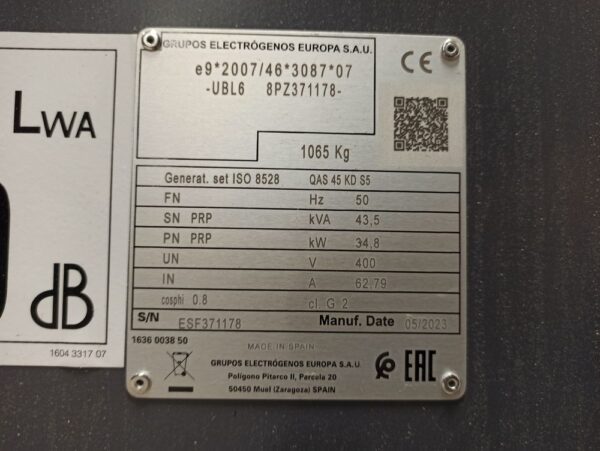 LWA
dB
1604 3317 07
GRUPOS ELECTRÓGENOS EUROPA S.A.U.
e9*2007/46*3087*07
-UBL6 8PZ371178-
CE
1065 Kg
Generat. set ISO 8528 QAS 45 KD S5
FN Hz 50
SN PRP kVA 43,5
PN PRP kW 34,8
UN V 400
IN A 62,79
cosphi 0.8 cl. G 2
S/N ESF371178 Manuf. Date 05/2023
1636 0038 50
MADE IN SPAIN
GRUPOS ELECTRÓGENOS EUROPA S.A.U
Polígono Pitarco II, Parcela 20
50450 Muel (Zaragoza) SPAIN
EAC